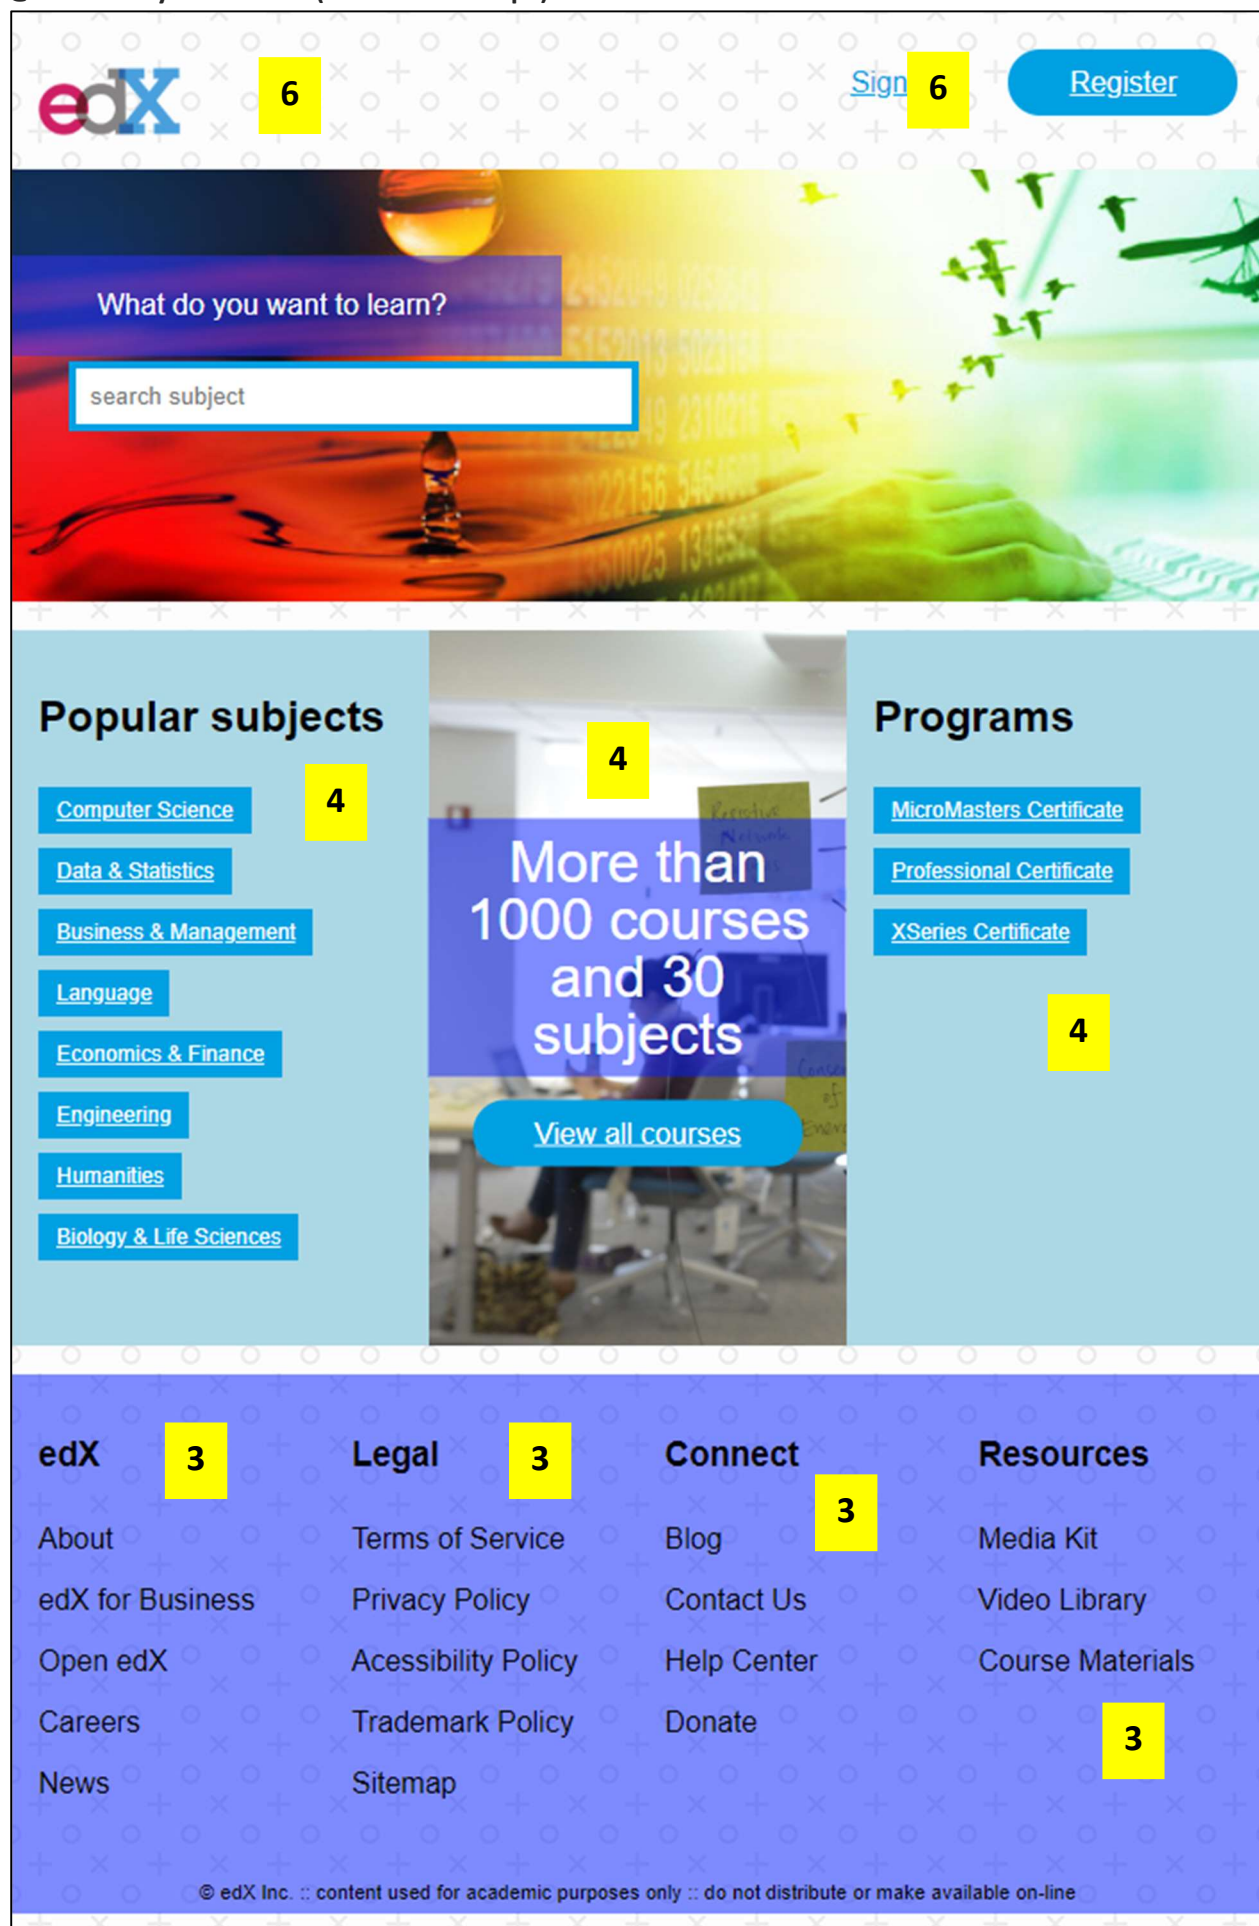 edX
6
Sign
6
Register
What do you want to learn?
search subject
Popular subjects
4
Computer Science
Data & Statistics
Business & Management
Language
Economics & Finance
Engineering
Humanities
Biology & Life Sciences
4
More than
1000 courses
and 30
subjects
View all courses
Programs
MicroMasters Certificate
Professional Certificate
XSeries Certificate
4
edX
3
About
edX for Business
Open edX
Careers
News
Legal
3
Terms of Service
Privacy Policy
Acessibility Policy
Trademark Policy
Sitemap
Connect
3
Blog
Contact Us
Help Center
Donate
Resources
Media Kit
Video Library
Course Materials
3
© edX Inc. :: content used for academic purposes only :: do not distribute or make available on-line